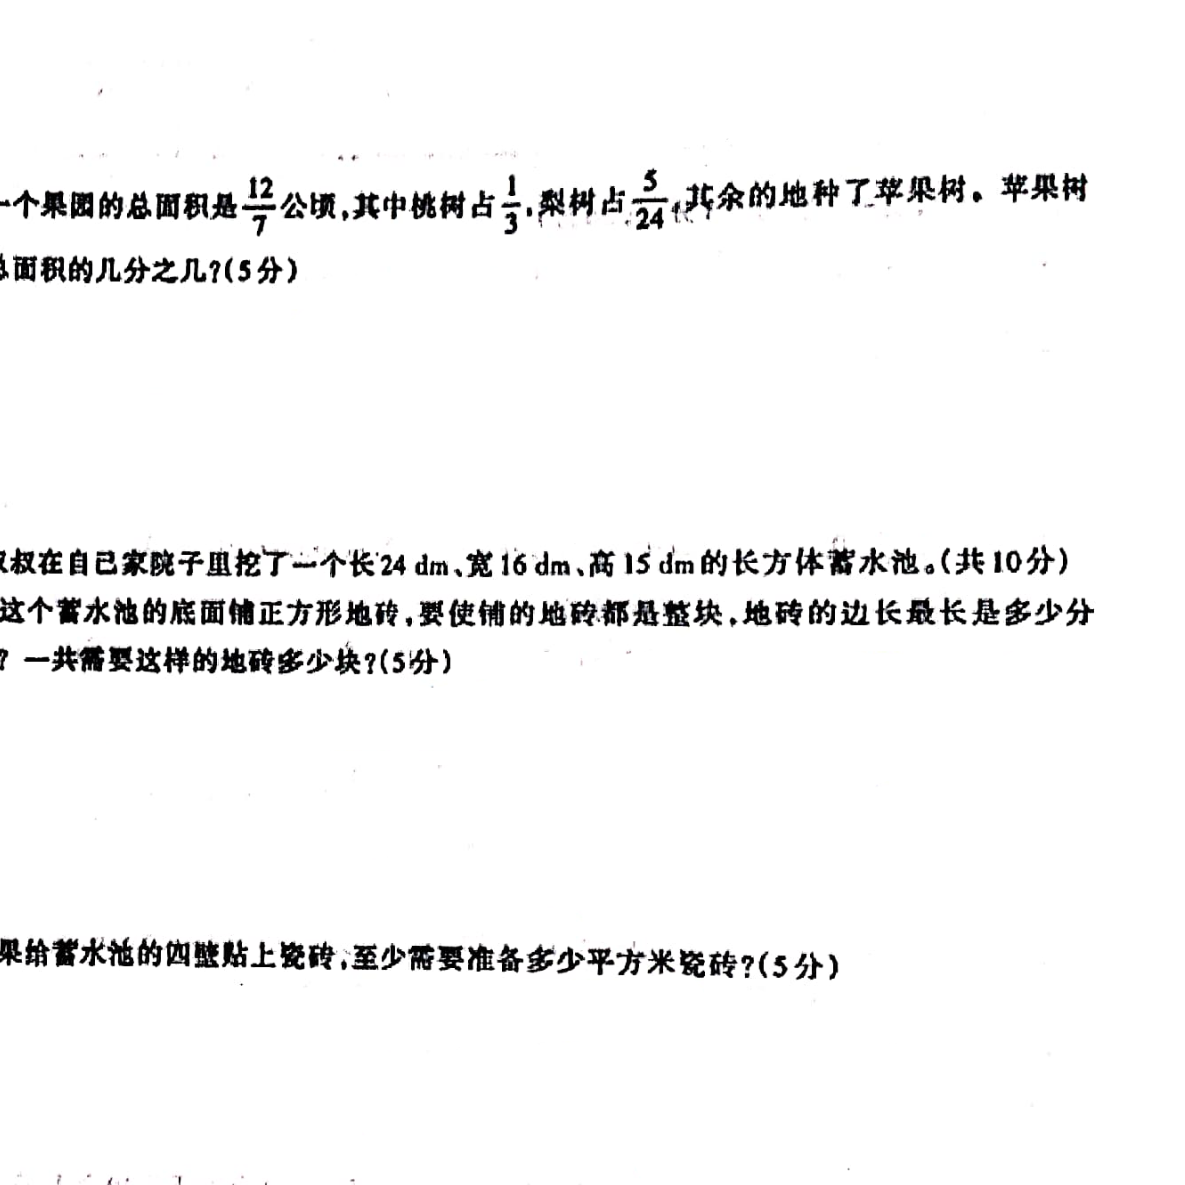 一个果园的总面积是12/7公顷,其中桃树占1/3,梨树占5/24,其余的地种了苹果树。苹果树
总面积的几分之几?(5分)
叔在自己家院子里挖了一个长24 dm、宽16 dm、高15 dm的长方体蓄水池。(共10分)
这个蓄水池的底面铺正方形地砖,要使铺的地砖都是整块,地砖的边长最长是多少分
? 一共需要这样的地砖多少块?(5分)
果给蓄水池的四壁贴上瓷砖,至少需要准备多少平方米瓷砖?(5分)